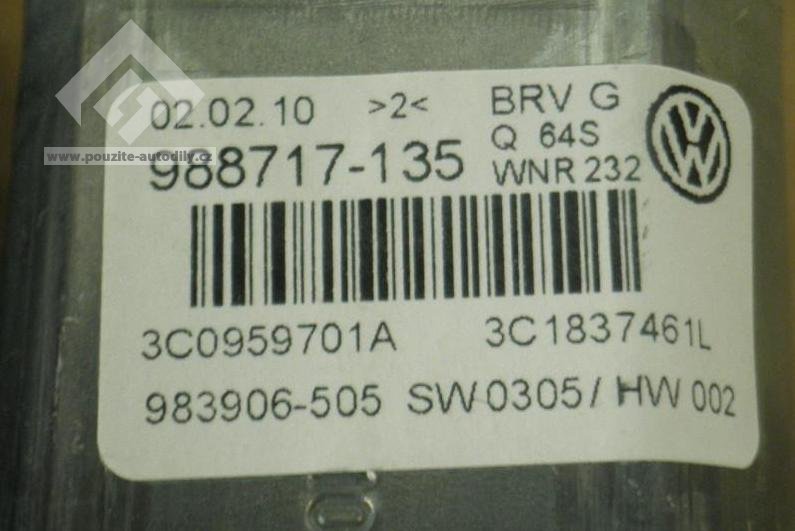 02.02.10 >2< BRV G
Q 64S
www.pouzite-autodily.cz
988717-135 WNR 232
3C0959701A 3C1837461L
983906-505 SW 0305/ HW 002